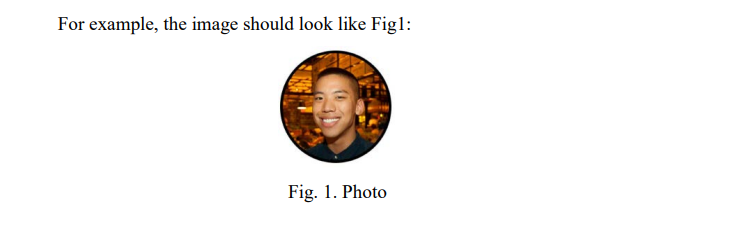 For example, the image should look like Fig1:
Fig. 1. Photo